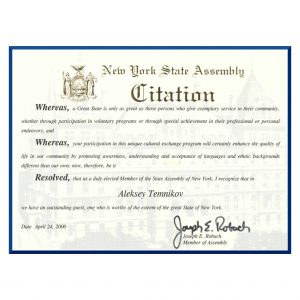 New York State Assembly
Citation
Whereas, a Great State is only as great as those persons who give exemplary service to their community,
whether through participation in voluntary programs or through special achievement in their professional or personal
endeavors; and
Whereas, your participation in this unique cultural exchange program will certainly enhance the quality of
life in our community by promoting awareness, understanding and acceptance of languages and ethnic backgrounds
different than our own, now, therefore, be it
Resolved, that as a duly elected Member of the State Assembly of New York, I recognize that in
Aleksey Temnikov
we have an outstanding guest, one who is worthy of the esteem of the great State of New York.
Joseph E. Robach
Joseph E. Robach
Date April 24, 2000
Member of Assembly